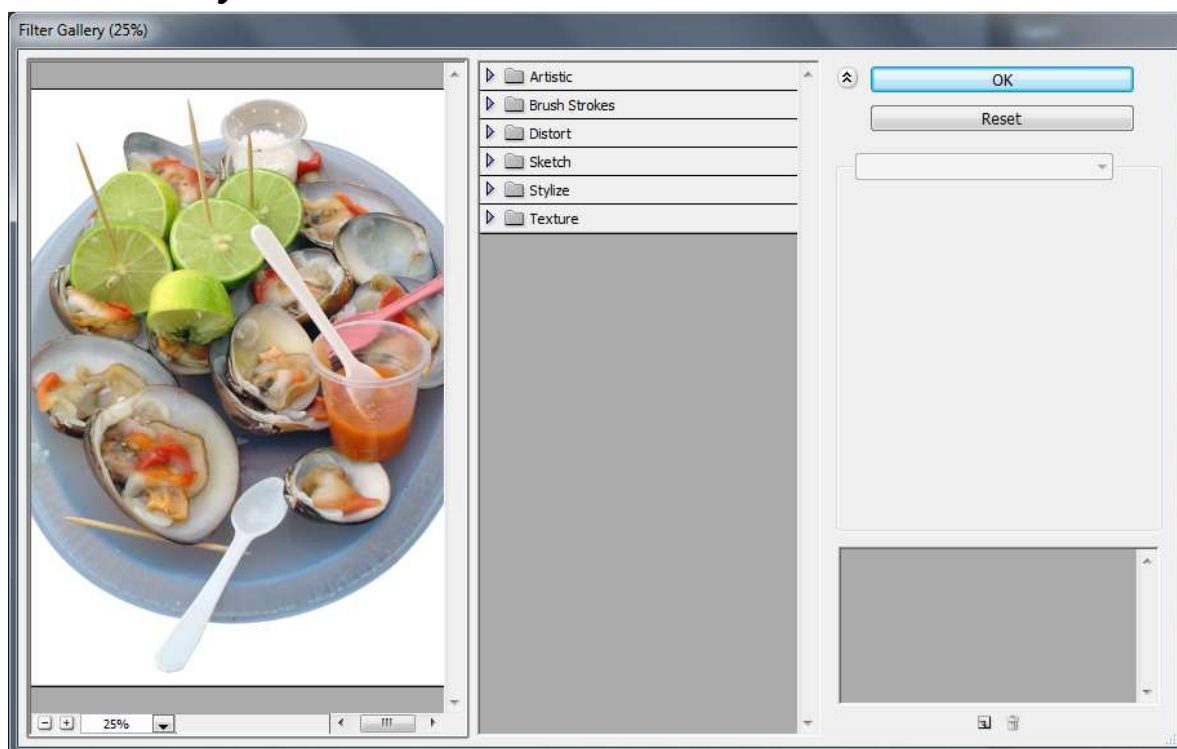 Filter Gallery (25%)
Artistic
Brush Strokes
Distort
Sketch
Stylize
Texture
OK
Reset
25%